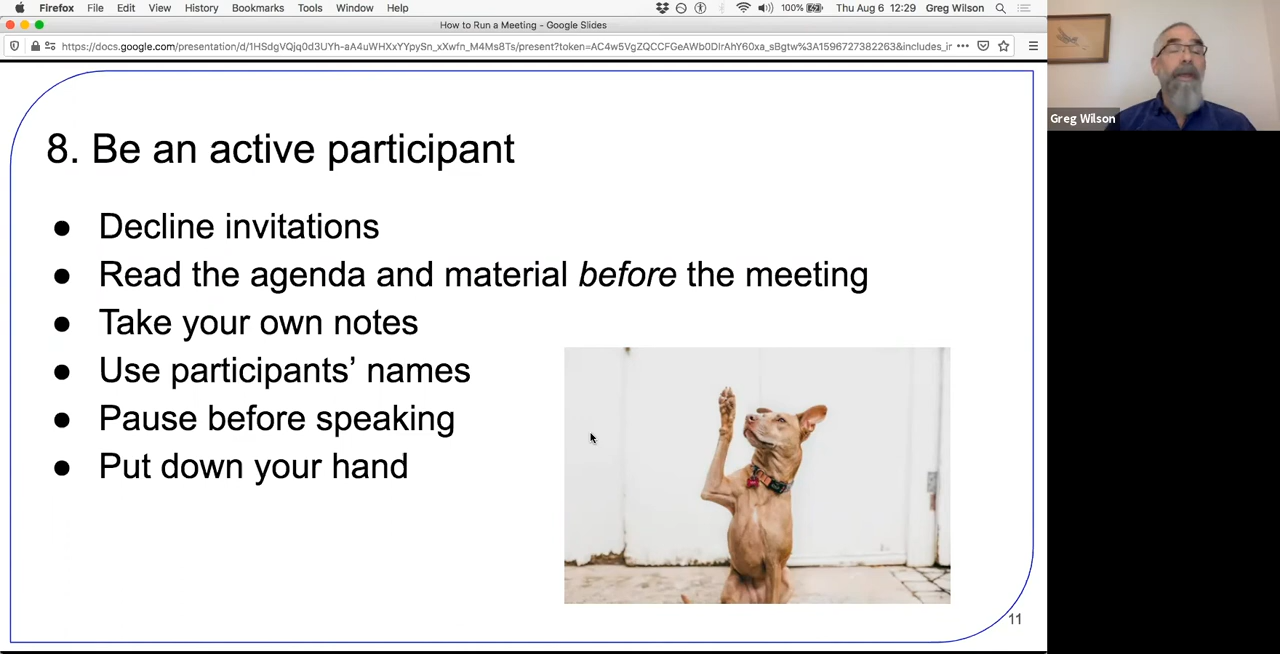 Firefox File Edit View History Bookmarks Tools Window Help 100% Thu Aug 6 12:29 Greg Wilson
How to Run a Meeting - Google Slides
https://docs.google.com/presentation/d/1HSdgVQjq0d3UYh-aA4uWHXxYYpySn_xXwfn_M4Ms8Ts/present?token=AC4w5VgZQCCFGeAWb0DIrAhY60xa_sBgtw%3A1596727382263&includes_ir
Greg Wilson
8. Be an active participant
● Decline invitations
● Read the agenda and material before the meeting
● Take your own notes
● Use participants’ names
● Pause before speaking
● Put down your hand
11